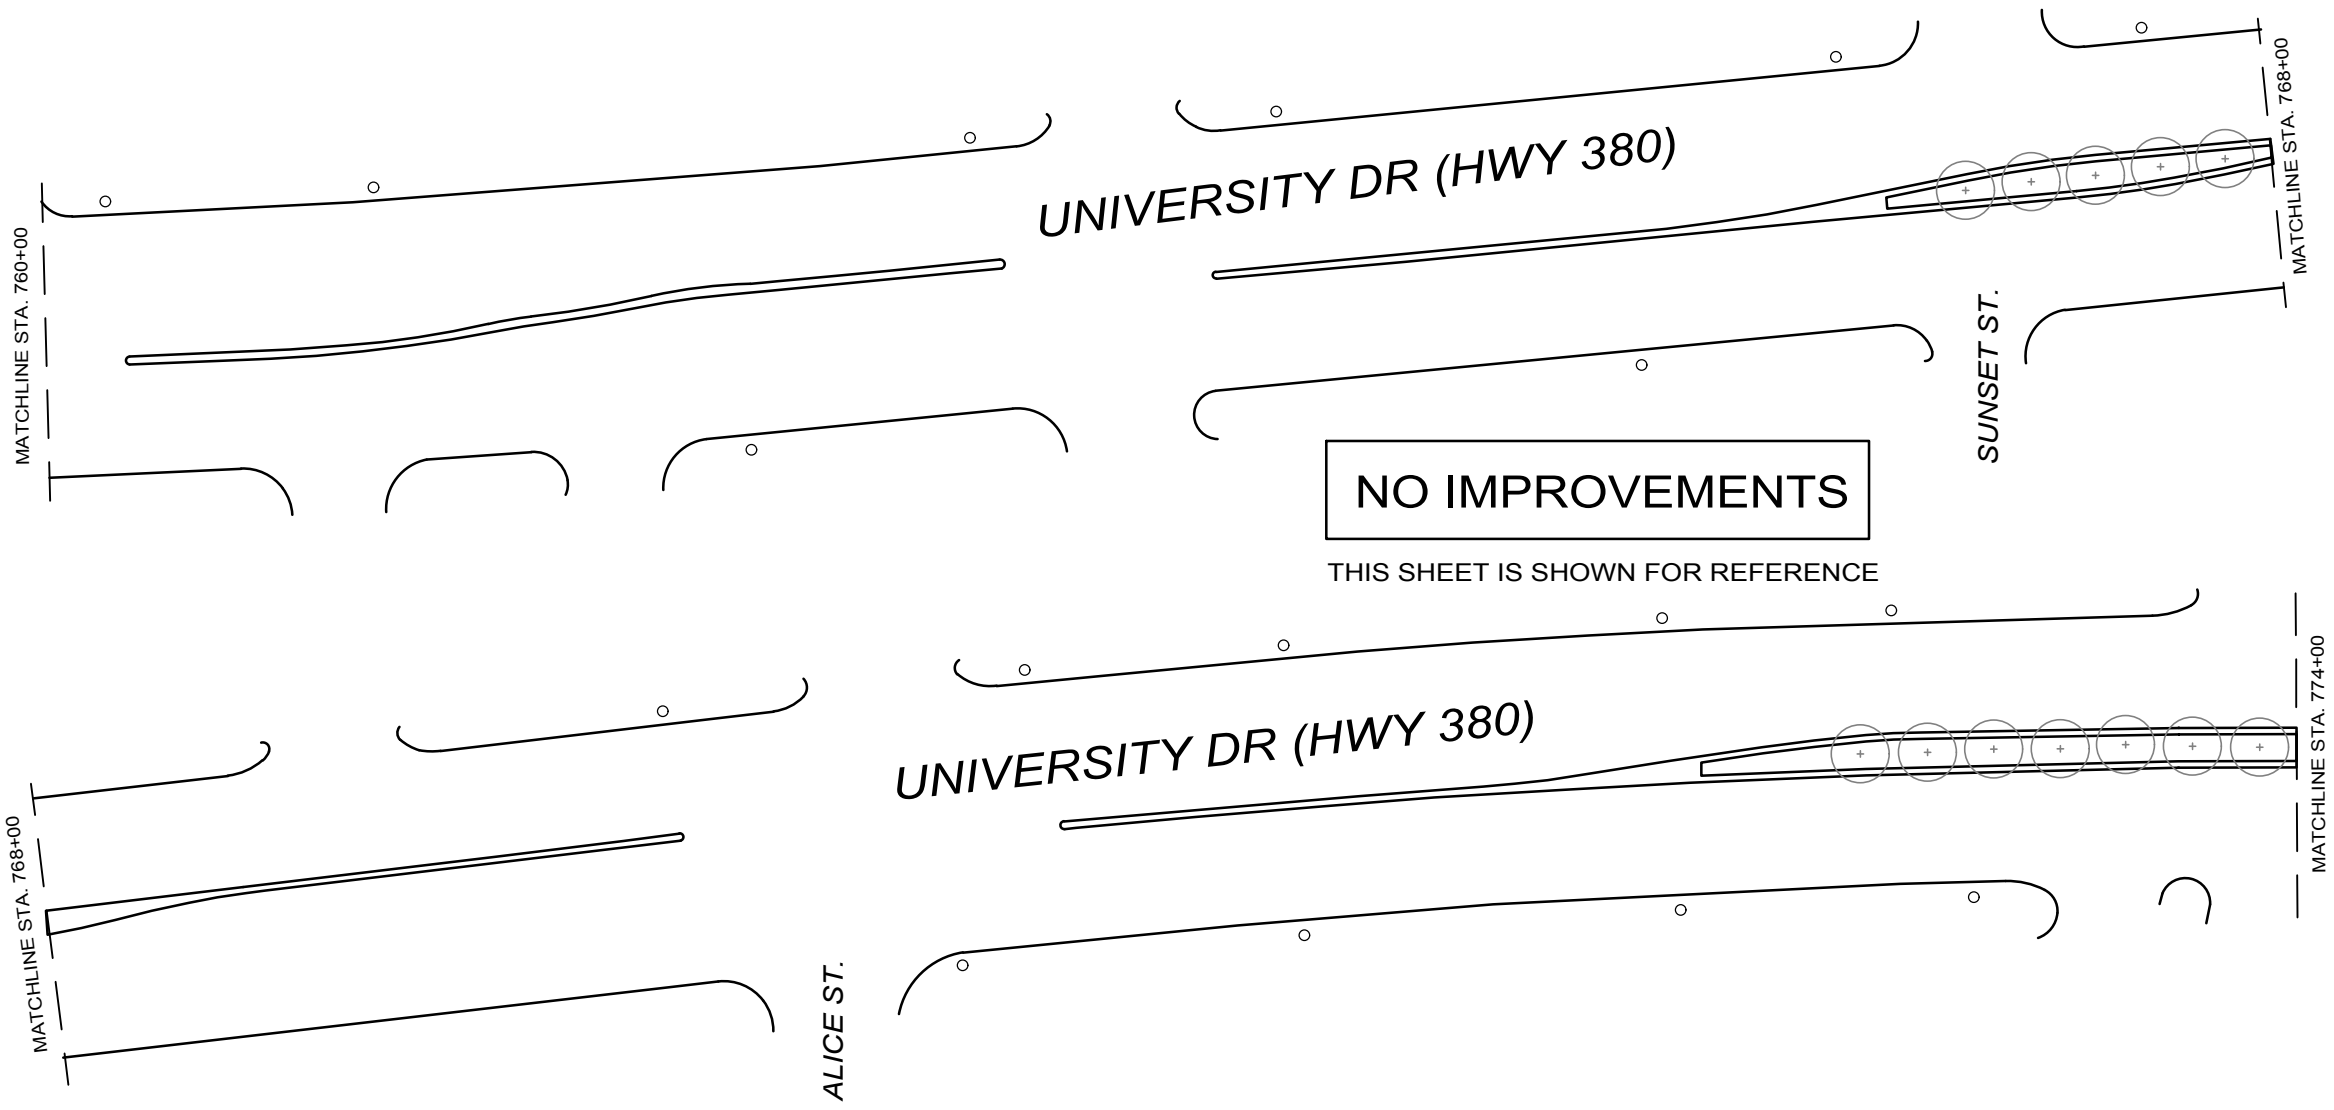 UNIVERSITY DR (HWY 380)
MATCHLINE STA. 768+00
MATCHLINE STA. 760+00
SUNSET ST.
NO IMPROVEMENTS
THIS SHEET IS SHOWN FOR REFERENCE
UNIVERSITY DR (HWY 380)
MATCHLINE STA. 774+00
MATCHLINE STA. 768+00
ALICE ST.